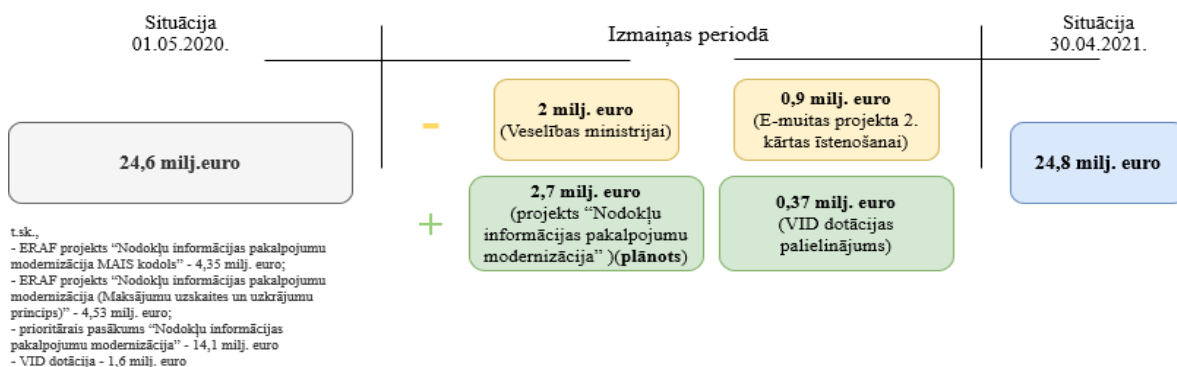 Situācija
01.05.2020.
Izmaiņas periodā
Situācija
30.04.2021.
24,6 milj.euro
-
2 milj. euro
(Veselības ministrijai)
0,9 milj. euro
(E-muitas projekta 2.
kārtas īstenošanai)
+
2,7 milj. euro
(projekts “Nodokļu
informācijas pakalpojumu
modernizācija” )(plānots)
0,37 milj. euro
(VID dotācijas
palielinājums)
24,8 milj. euro
t.sk.,
- ERAF projekts “Nodokļu informācijas pakalpojumu
modernizācija MAIS kodols” - 4,35 milj. euro;
- ERAF projekts “Nodokļu informācijas pakalpojumu
modernizācija (Maksājumu uzskaites un uzkrājumu
princips)” - 4,53 milj. euro;
- prioritārais pasākums “Nodokļu informācijas
pakalpojumu modernizācija” - 14,1 milj. euro
- VID dotācija - 1,6 milj. euro